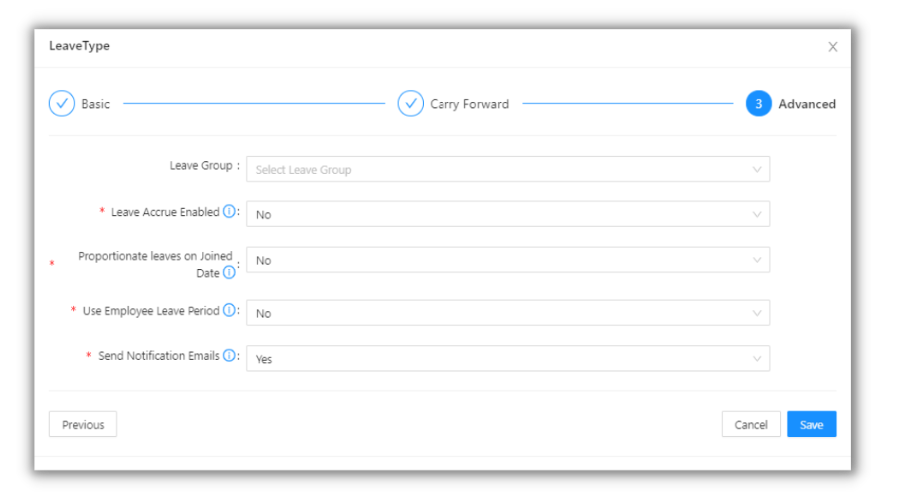 LeaveType
Basic
Carry Forward
3 Advanced
Leave Group : Select Leave Group
* Leave Accrue Enabled : No
* Proportionate leaves on Joined
Date : No
* Use Employee Leave Period : No
* Send Notification Emails : Yes
Previous
Cancel
Save